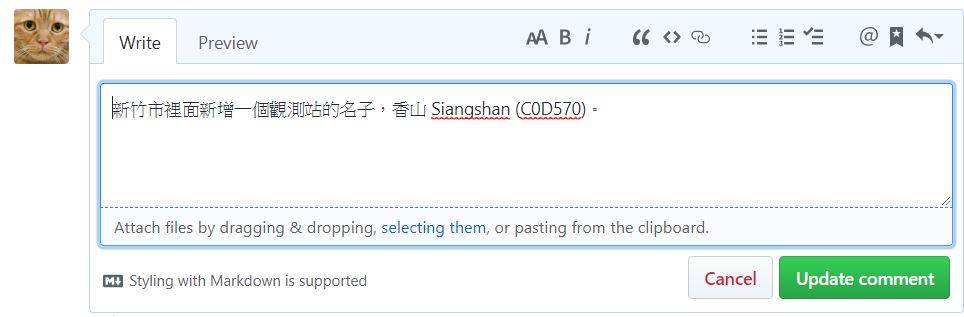 Write Preview AA B i
新竹市裡面新增一個觀測站的名子，香山 Siangshan (C0D570)。
Attach files by dragging & dropping, selecting them, or pasting from the clipboard.
M↓ Styling with Markdown is supported Cancel Update comment